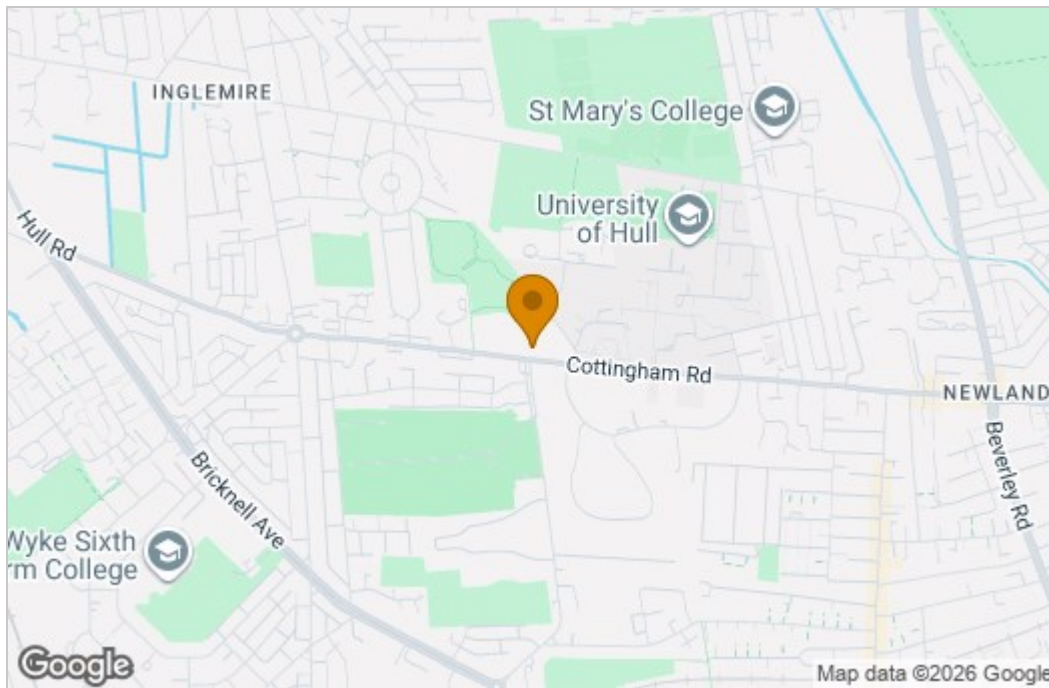 INGLEMIRE
St Mary's College
University
of Hull
Hull Rd
Cottingham Rd
NEWLAND
Beverley Rd
Bricknell Ave
Wyke Sixth
rm College
Google
Map data ©2026 Google